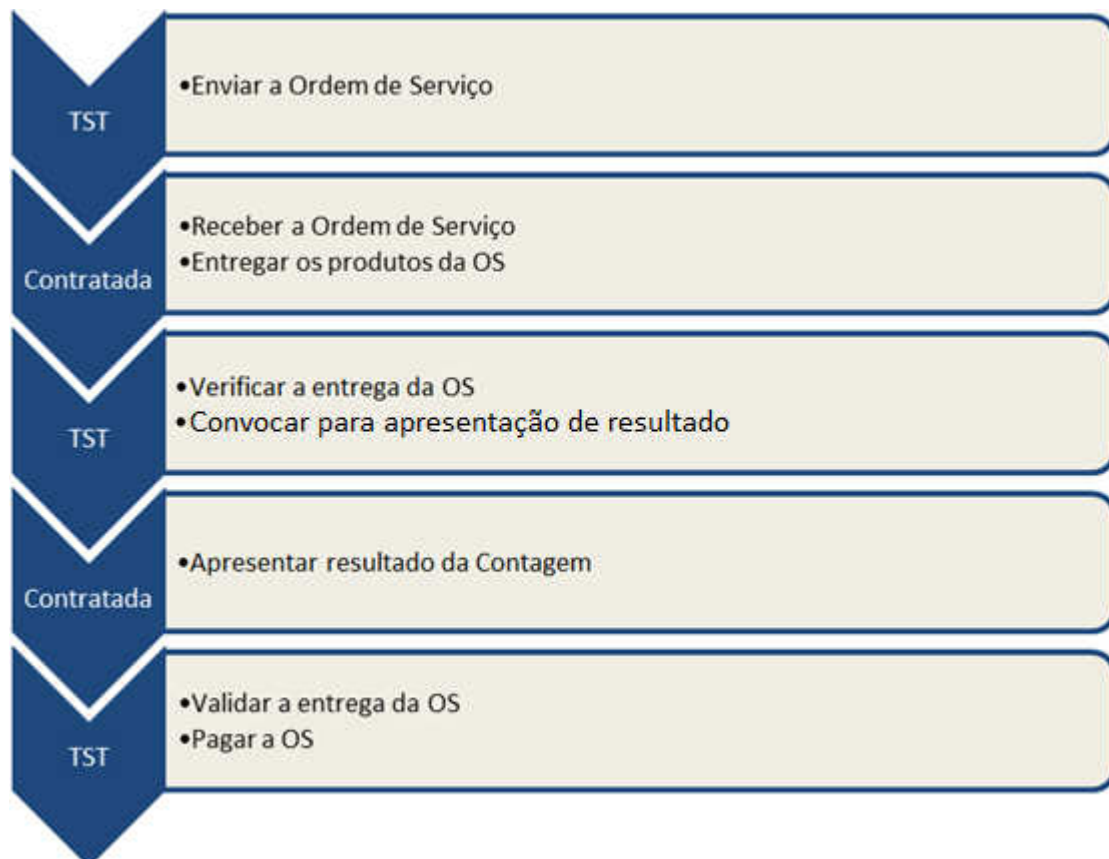 TST
•Enviar a Ordem de Serviço
Contratada
•Receber a Ordem de Serviço
•Entregar os produtos da OS
TST
•Verificar a entrega da OS
•Convocar para apresentação de resultado
Contratada
•Apresentar resultado da Contagem
TST
•Validar a entrega da OS
•Pagar a OS